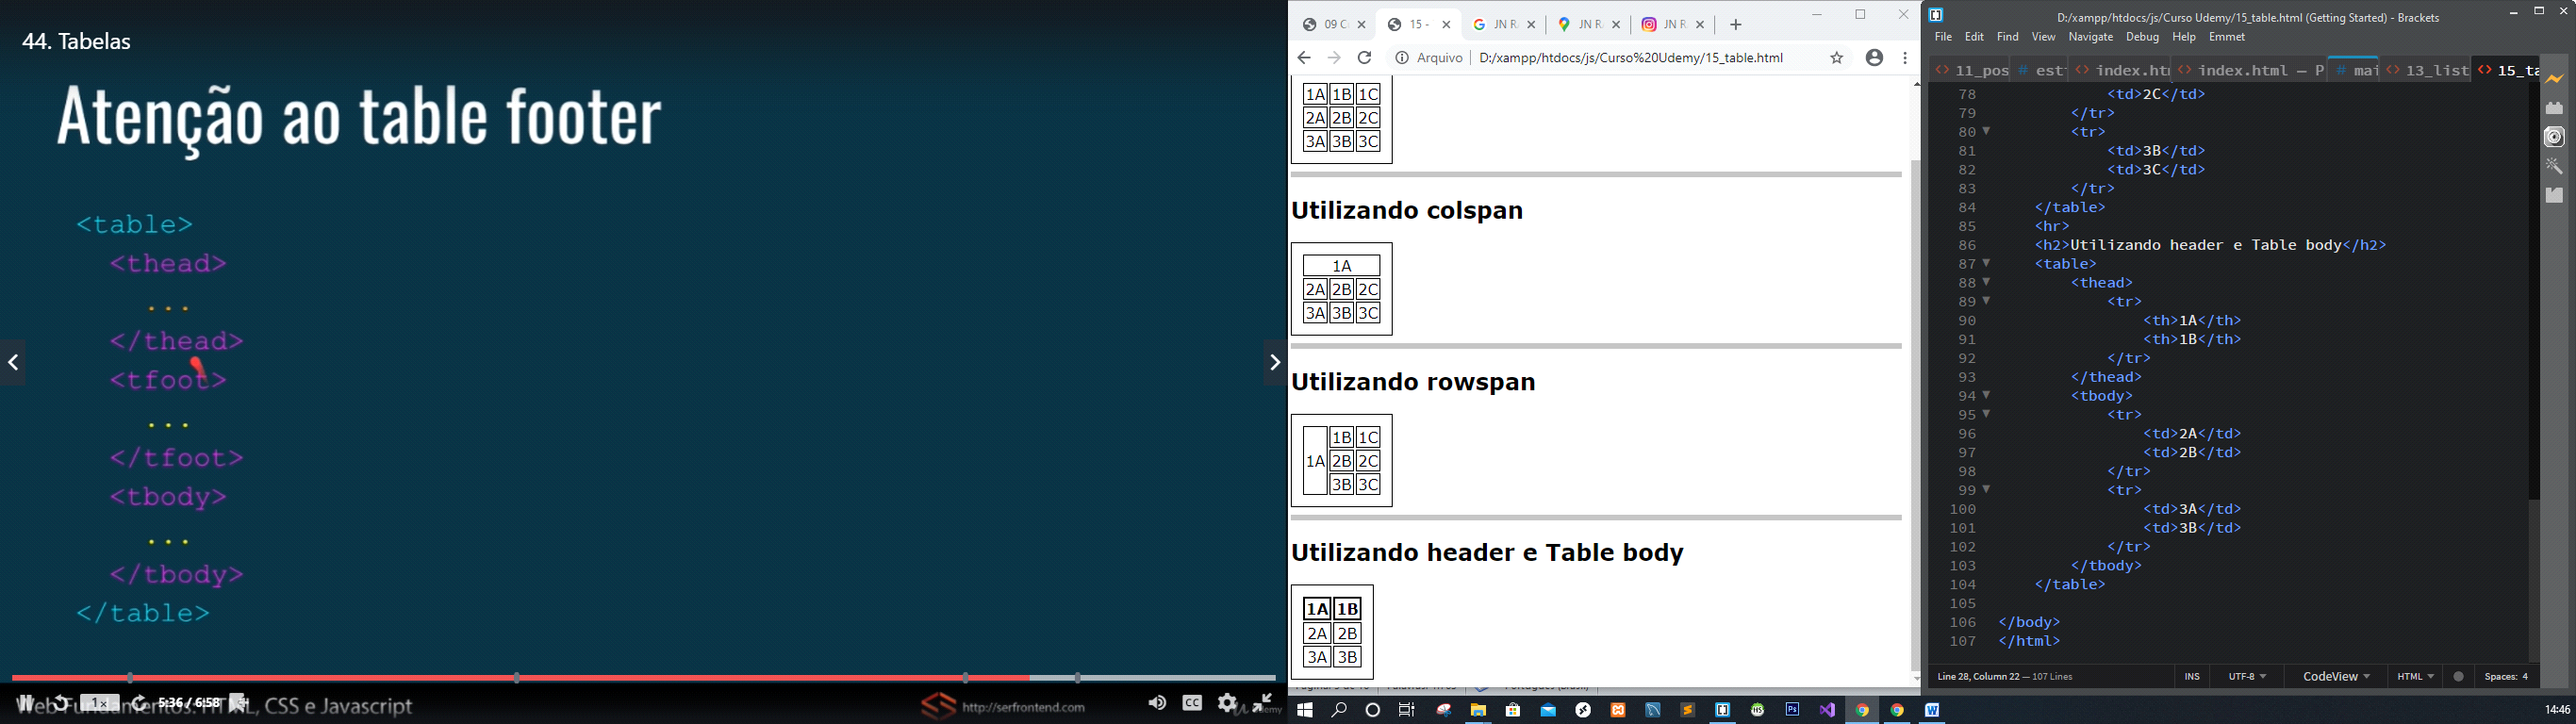 44. Tabelas
Atenção ao table footer
<table>
<thead>
...
</thead>
<tfoot>
...
</tfoot>
<tbody>
...
</tbody>
</table>
1x
5:36 / 6:58
Web Fundamentos: HTML, CSS e Javascript
http://serfrontend.com
CC
Udemy
09 C
15 -
JN R
JN R
JN R
Arquivo
D:/xampp/htdocs/js/Curso%20Udemy/15_table.html
1A 1B 1C
2A 2B 2C
3A 3B 3C
Utilizando colspan
1A
2A 2B 2C
3A 3B 3C
Utilizando rowspan
1B 1C
1A 2B 2C
3B 3C
Utilizando header e Table body
1A 1B
2A 2B
3A 3B
D:/xampp/htdocs/js/Curso Udemy/15_table.html (Getting Started) - Brackets
File Edit Find View Navigate Debug Help Emmet
<> 11_pos # est <> index.htm <> index.html — P # mai <> 13_list <> 15_ta
78 <td>2C</td>
79 </tr>
80 <tr>
81 <td>3B</td>
82 <td>3C</td>
83 </tr>
84 </table>
85 <hr>
86 <h2>Utilizando header e Table body</h2>
87 <table>
88 <thead>
89 <tr>
90 <th>1A</th>
91 <th>1B</th>
92 </tr>
93 </thead>
94 <tbody>
95 <tr>
96 <td>2A</td>
97 <td>2B</td>
98 </tr>
99 <tr>
100 <td>3A</td>
101 <td>3B</td>
102 </tr>
103 </tbody>
104 </table>
105
106 </body>
107 </html>
Line 28, Column 22 — 107 Lines
INS UTF-8 CodeView HTML Spaces: 4
14:46